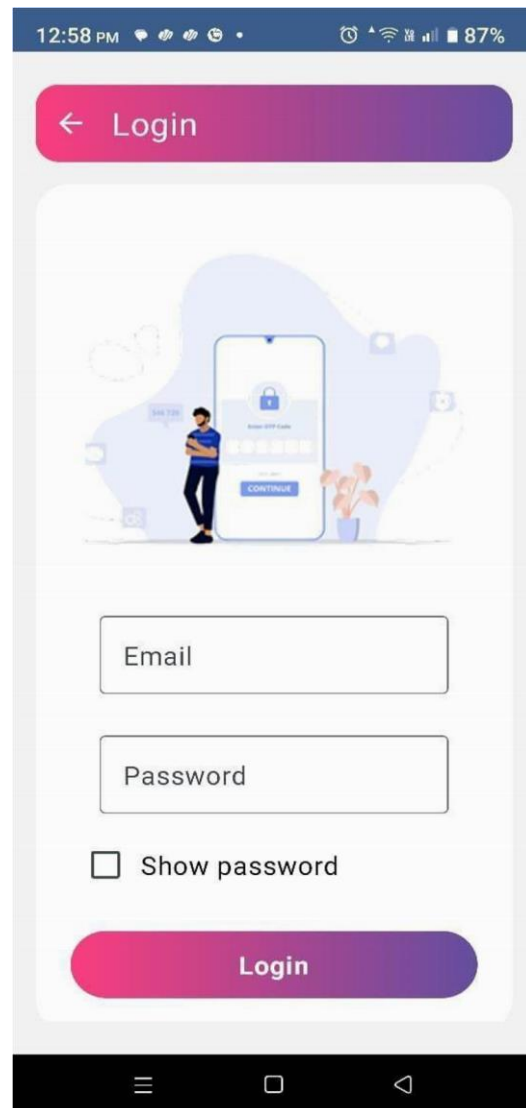 12:58 PM 87%
Login
Enter OTP Code
CONTINUE
Email
Password
Show password
Login